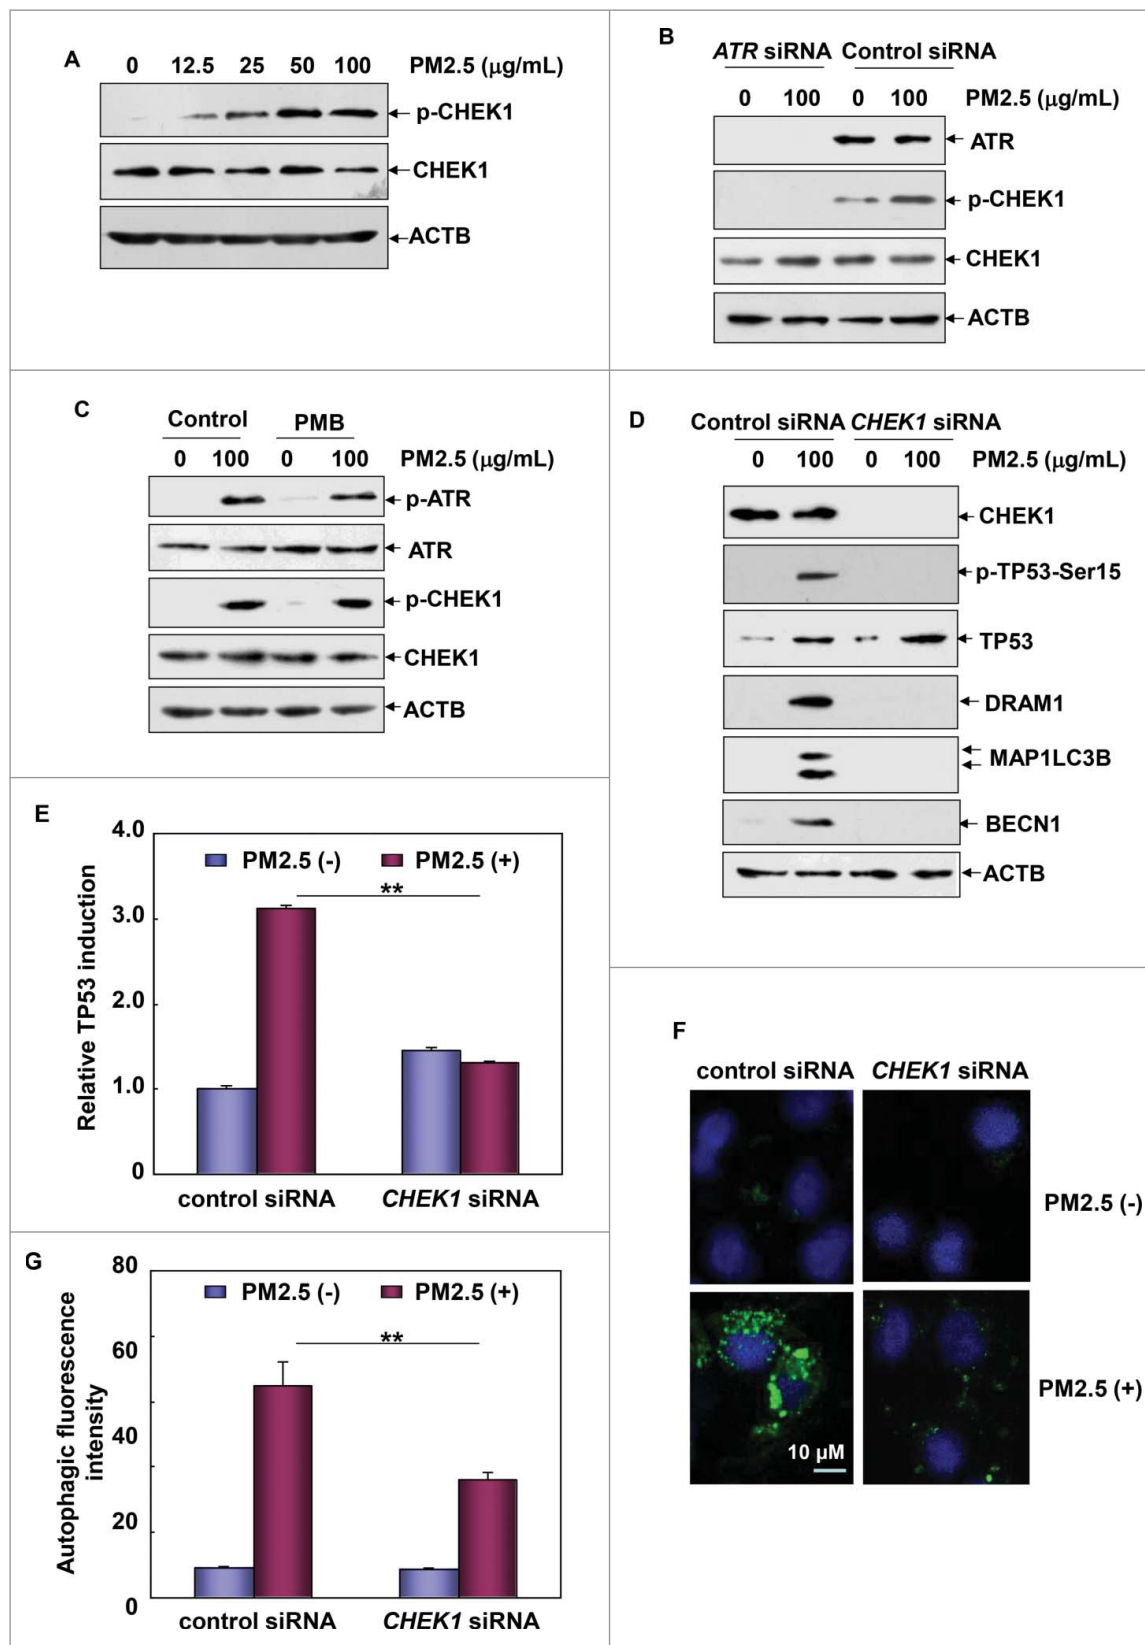 A
0 12.5 25 50 100 PM2.5 (µg/mL)
p-CHEK1
CHEK1
ACTB
B
ATR siRNA Control siRNA
0 100 0 100 PM2.5 (µg/mL)
ATR
p-CHEK1
CHEK1
ACTB
C
Control PMB
0 100 0 100 PM2.5 (µg/mL)
p-ATR
ATR
p-CHEK1
CHEK1
ACTB
D
Control siRNA CHEK1 siRNA
0 100 0 100 PM2.5 (µg/mL)
CHEK1
p-TP53-Ser15
TP53
DRAM1
MAP1LC3B
BECN1
ACTB
E
Relative TP53 induction
4.0
3.0
2.0
1.0
0
PM2.5 (-) PM2.5 (+)
**
control siRNA CHEK1 siRNA
F
control siRNA CHEK1 siRNA
PM2.5 (-)
PM2.5 (+)
10 µM
G
Autophagic fluorescence
intensity
80
60
40
20
0
PM2.5 (-) PM2.5 (+)
**
control siRNA CHEK1 siRNA